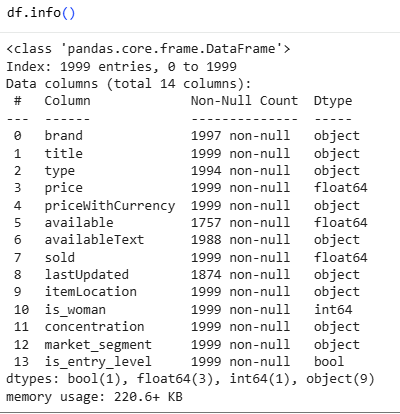 df.info()
<class 'pandas.core.frame.DataFrame'>
Index: 1999 entries, 0 to 1999
Data columns (total 14 columns):
 #   Column             Non-Null Count  Dtype
---  ------             --------------  -----
 0   brand              1997 non-null   object
 1   title              1999 non-null   object
 2   type               1994 non-null   object
 3   price              1999 non-null   float64
 4   priceWithCurrency  1999 non-null   object
 5   available          1757 non-null   float64
 6   availableText      1988 non-null   object
 7   sold               1999 non-null   float64
 8   lastUpdated        1874 non-null   object
 9   itemLocation       1999 non-null   object
 10  is_woman           1999 non-null   int64
 11  concentration      1999 non-null   object
 12  market_segment     1999 non-null   object
 13  is_entry_level     1999 non-null   bool
dtypes: bool(1), float64(3), int64(1), object(9)
memory usage: 220.6+ KB